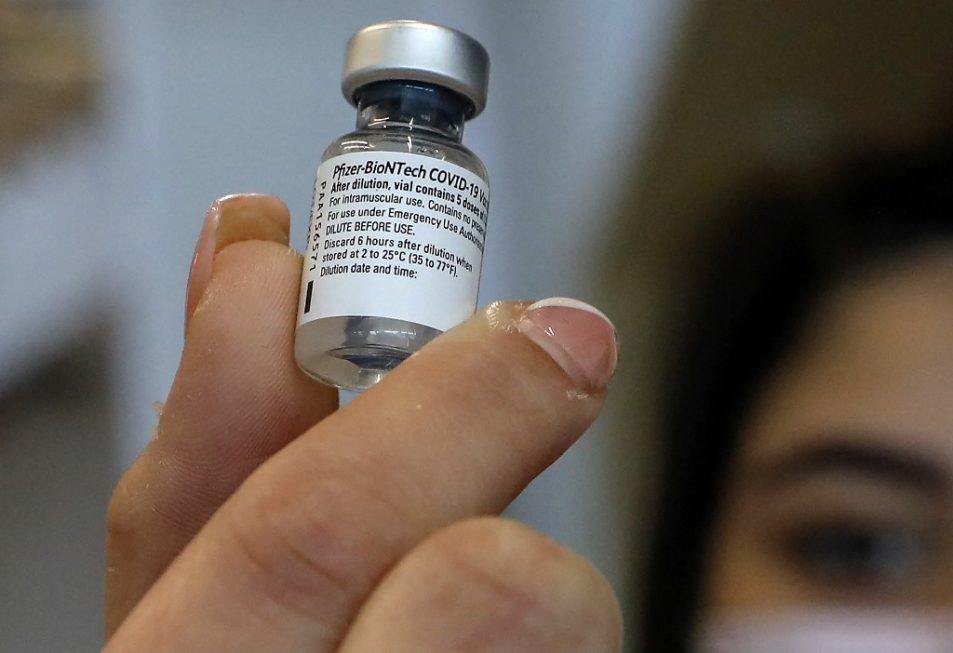 Pfizer-BioNTech COVID-19
After dilution, vial contains 5 doses of
For intramuscular use. Contains no
For use under Emergency Use
DILUTE BEFORE USE.
Discard 6 hours after dilution when
stored at 2 to 25°C (35 to 77°F).
Dilution date and time:
PAA156571